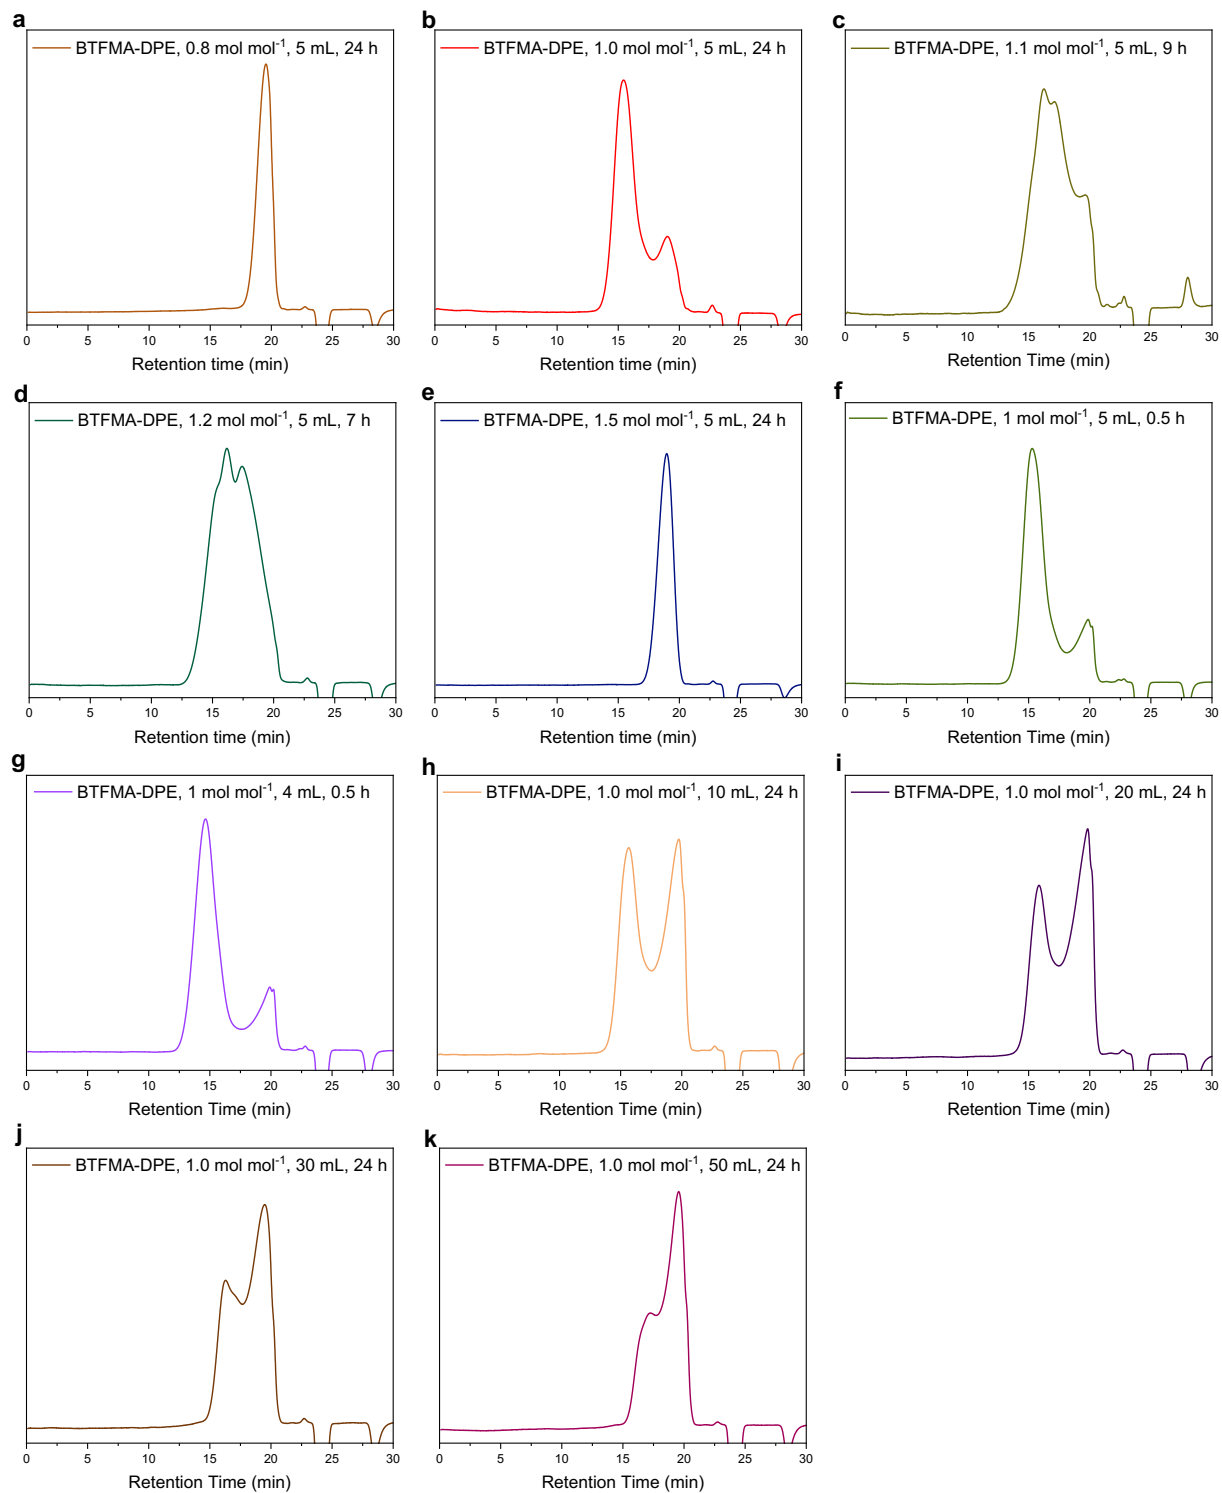 a
BTFMA-DPE, 0.8 mol mol⁻¹, 5 mL, 24 h
0 5 10 15 20 25 30
Retention time (min)
b
BTFMA-DPE, 1.0 mol mol⁻¹, 5 mL, 24 h
0 5 10 15 20 25 30
Retention time (min)
c
BTFMA-DPE, 1.1 mol mol⁻¹, 5 mL, 9 h
0 5 10 15 20 25 30
Retention Time (min)
d
BTFMA-DPE, 1.2 mol mol⁻¹, 5 mL, 7 h
0 5 10 15 20 25 30
Retention time (min)
e
BTFMA-DPE, 1.5 mol mol⁻¹, 5 mL, 24 h
0 5 10 15 20 25 30
Retention time (min)
f
BTFMA-DPE, 1 mol mol⁻¹, 5 mL, 0.5 h
0 5 10 15 20 25 30
Retention Time (min)
g
BTFMA-DPE, 1 mol mol⁻¹, 4 mL, 0.5 h
0 5 10 15 20 25 30
Retention Time (min)
h
BTFMA-DPE, 1.0 mol mol⁻¹, 10 mL, 24 h
0 5 10 15 20 25 30
Retention Time (min)
i
BTFMA-DPE, 1.0 mol mol⁻¹, 20 mL, 24 h
0 5 10 15 20 25 30
Retention Time (min)
j
BTFMA-DPE, 1.0 mol mol⁻¹, 30 mL, 24 h
0 5 10 15 20 25 30
Retention Time (min)
k
BTFMA-DPE, 1.0 mol mol⁻¹, 50 mL, 24 h
0 5 10 15 20 25 30
Retention Time (min)